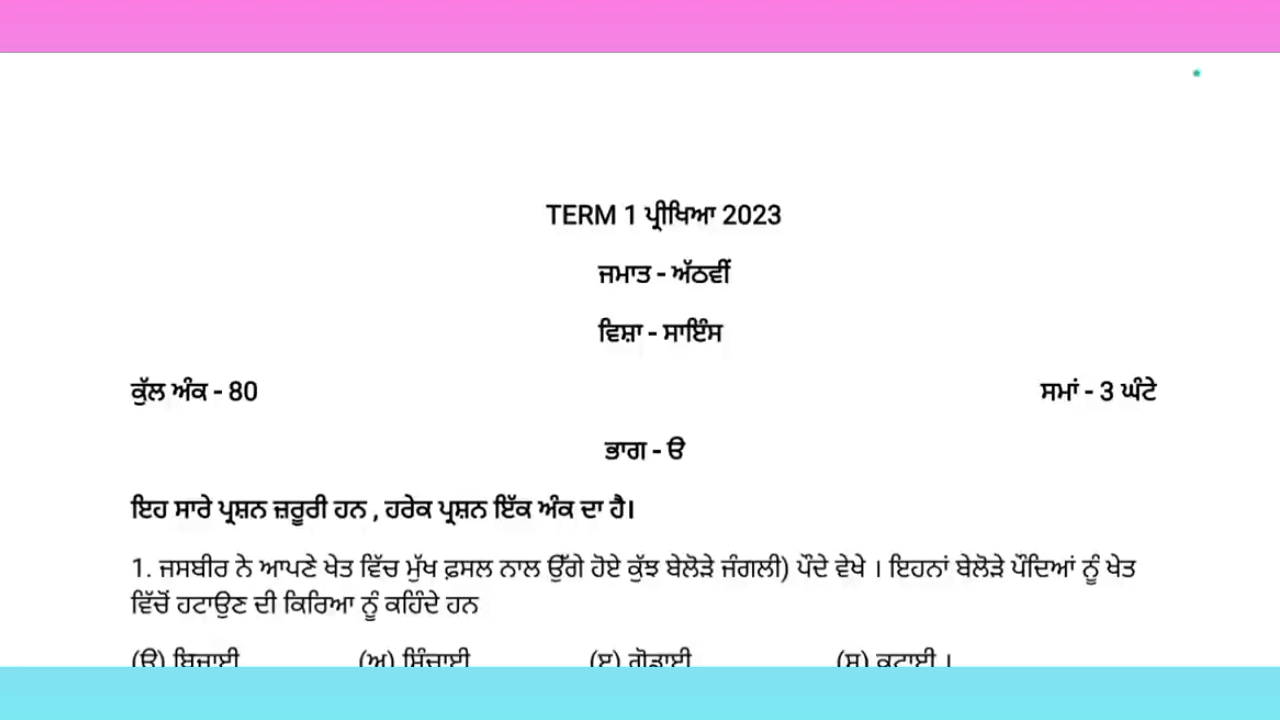 TERM 1 ਪ੍ਰੀਖਿਆ 2023
ਜਮਾਤ - ਅੱਠਵੀਂ
ਵਿਸ਼ਾ - ਸਾਇੰਸ
ਕੁੱਲ ਅੰਕ - 80 ਸਮਾਂ - 3 ਘੰਟੇ
ਭਾਗ - ੳ
ਇਹ ਸਾਰੇ ਪ੍ਰਸ਼ਨ ਜ਼ਰੂਰੀ ਹਨ , ਹਰੇਕ ਪ੍ਰਸ਼ਨ ਇੱਕ ਅੰਕ ਦਾ ਹੈ।
1. ਜਸਬੀਰ ਨੇ ਆਪਣੇ ਖੇਤ ਵਿੱਚ ਮੁੱਖ ਫ਼ਸਲ ਨਾਲ ਉੱਗੇ ਹੋਏ ਕੁੱਝ ਬੇਲੋੜੇ ਜੰਗਲੀ) ਪੌਦੇ ਵੇਖੇ । ਇਹਨਾਂ ਬੇਲੋੜੇ ਪੌਦਿਆਂ ਨੂੰ ਖੇਤ
ਵਿੱਚੋਂ ਹਟਾਉਣ ਦੀ ਕਿਰਿਆ ਨੂੰ ਕਹਿੰਦੇ ਹਨ
(ੳ) ਬਿਜਾਈ (ਅ) ਸਿੰਚਾਈ (ੲ) ਗੋਡਾਈ (ਸ) ਕਟਾਈ ।